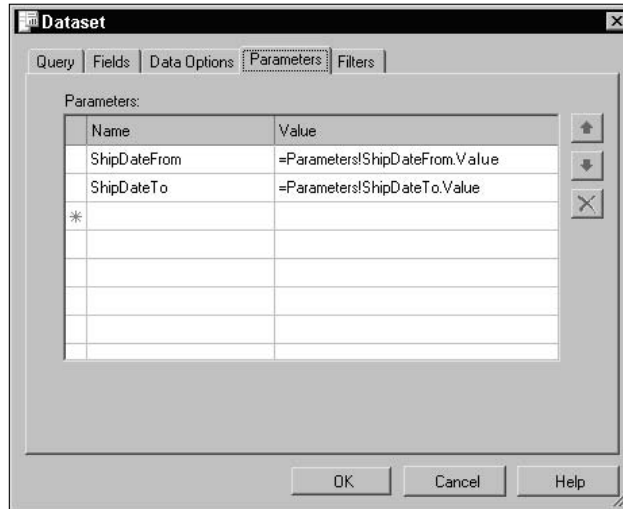 Dataset
Query Fields Data Options Parameters Filters
Parameters:
Name Value
ShipDateFrom =Parameters!ShipDateFrom.Value
ShipDateTo =Parameters!ShipDateTo.Value
OK Cancel Help